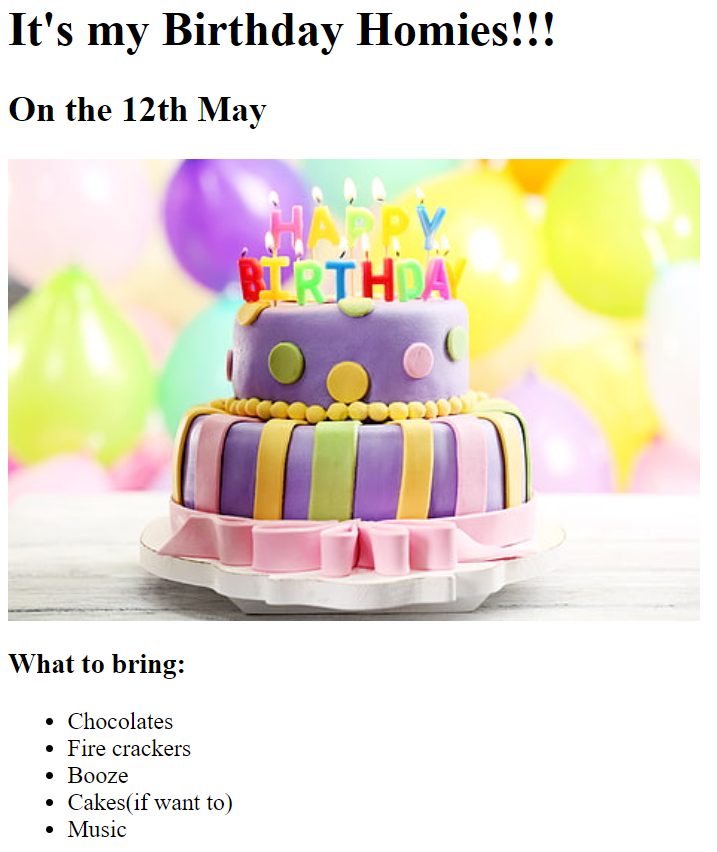 It's my Birthday Homies!!!
On the 12th May
HAPPY
BIRTHDAY
What to bring:
Chocolates
Fire crackers
Booze
Cakes(if want to)
Music